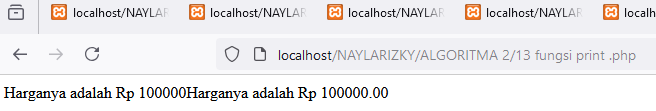 localhost/NAYLAR localhost/NAYLAR localhost/NAYLAR localhost/NAYLAR locall
localhost/NAYLARIZKY/ALGORITMA 2/13 fungsi print .php
Harganya adalah Rp 100000Harganya adalah Rp 100000.00